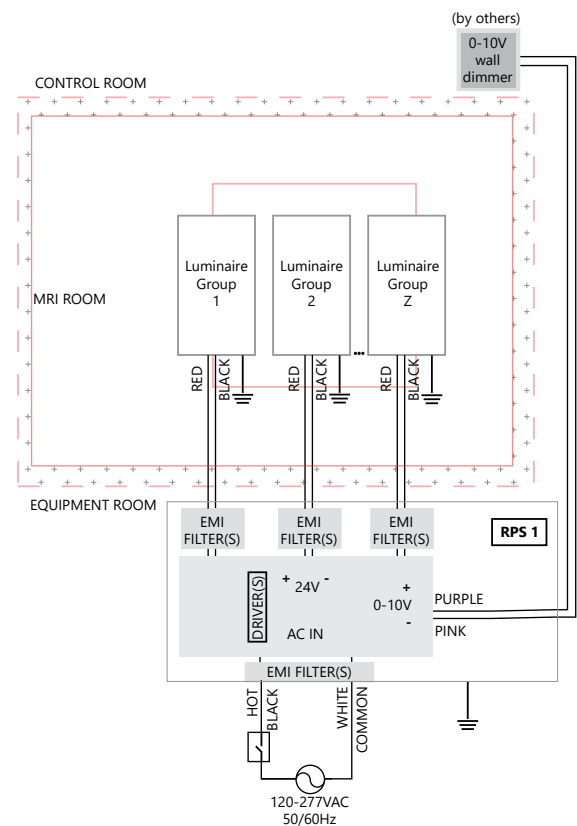 (by others)
0-10V
wall
dimmer
CONTROL ROOM
MRI ROOM
Luminaire
Group
1
Luminaire
Group
2
Luminaire
Group
Z
...
RED
BLACK
RED
BLACK
RED
BLACK
EQUIPMENT ROOM
EMI
FILTER(S)
EMI
FILTER(S)
EMI
FILTER(S)
RPS 1
DRIVER(S)
+ 24V -
AC IN
+
0-10V
-
PURPLE
PINK
EMI FILTER(S)
HOT
BLACK
WHITE
COMMON
120-277VAC
50/60Hz